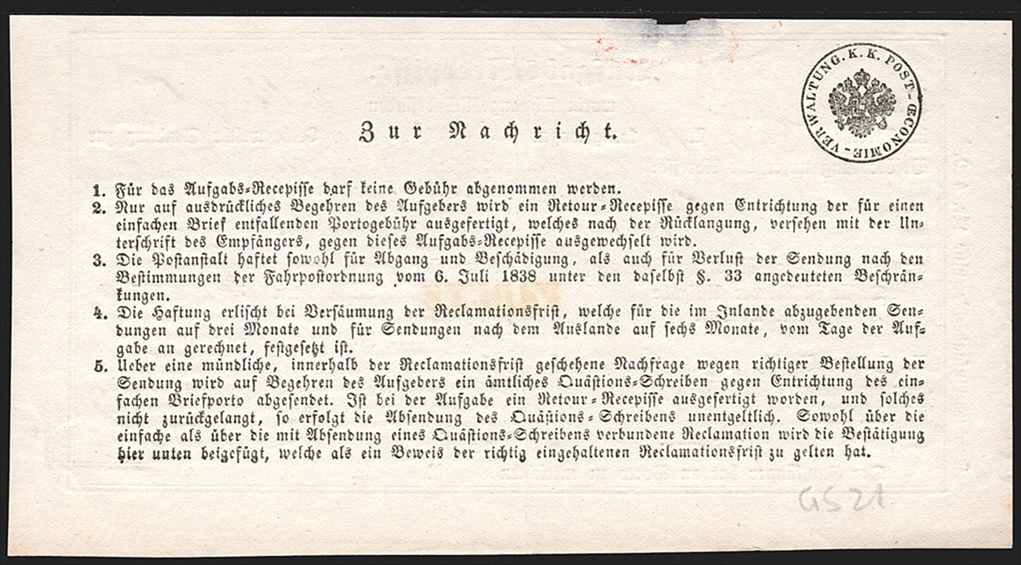 Zur Nachricht.
VERWALTUNG. K. K. POST-ŒCONOMIE-
1. Für das Aufgabs-Recepisse darf keine Gebühr abgenommen werden.
2. Nur auf ausdrückliches Begehren des Aufgebers wird ein Retour-Recepisse gegen Entrichtung der für einen
einfachen Brief entfallenden Portogebühr ausgefertigt, welches nach der Rücklangung, versehen mit der Un-
terschrift des Empfängers, gegen dieses Aufgabs-Recepisse ausgewechselt wird.
3. Die Postanstalt haftet sowohl für Abgang und Beschädigung, als auch für Verlust der Sendung nach den
Bestimmungen der Fahrpostordnung vom 6. Juli 1838 unter den daselbst §. 33 angedeuteten Beschrän-
kungen.
4. Die Haftung erlischt bei Versäumung der Reclamationsfrist, welche für die im Inlande abzugebenden Sen-
dungen auf drei Monate und für Sendungen nach dem Auslande auf sechs Monate, vom Tage der Auf-
gabe an gerechnet, festgesetzt ist.
5. Ueber eine mündliche, innerhalb der Reclamationsfrist geschehene Nachfrage wegen richtiger Bestellung der
Sendung wird auf Begehren des Aufgebers ein ämtliches Quästions-Schreiben gegen Entrichtung des ein-
fachen Briefporto abgesendet. Ist bei der Aufgabe ein Retour-Recepisse ausgefertigt worden, und solches
nicht zurückgelangt, so erfolgt die Absendung des Quästions-Schreibens unentgeltlich. Sowohl über die
einfache als über die mit Absendung eines Quästions-Schreibens verbundene Reclamation wird die Bestätigung
hier unten beigefügt, welche als ein Beweis der richtig eingehaltenen Reclamationsfrist zu gelten hat.
GS21